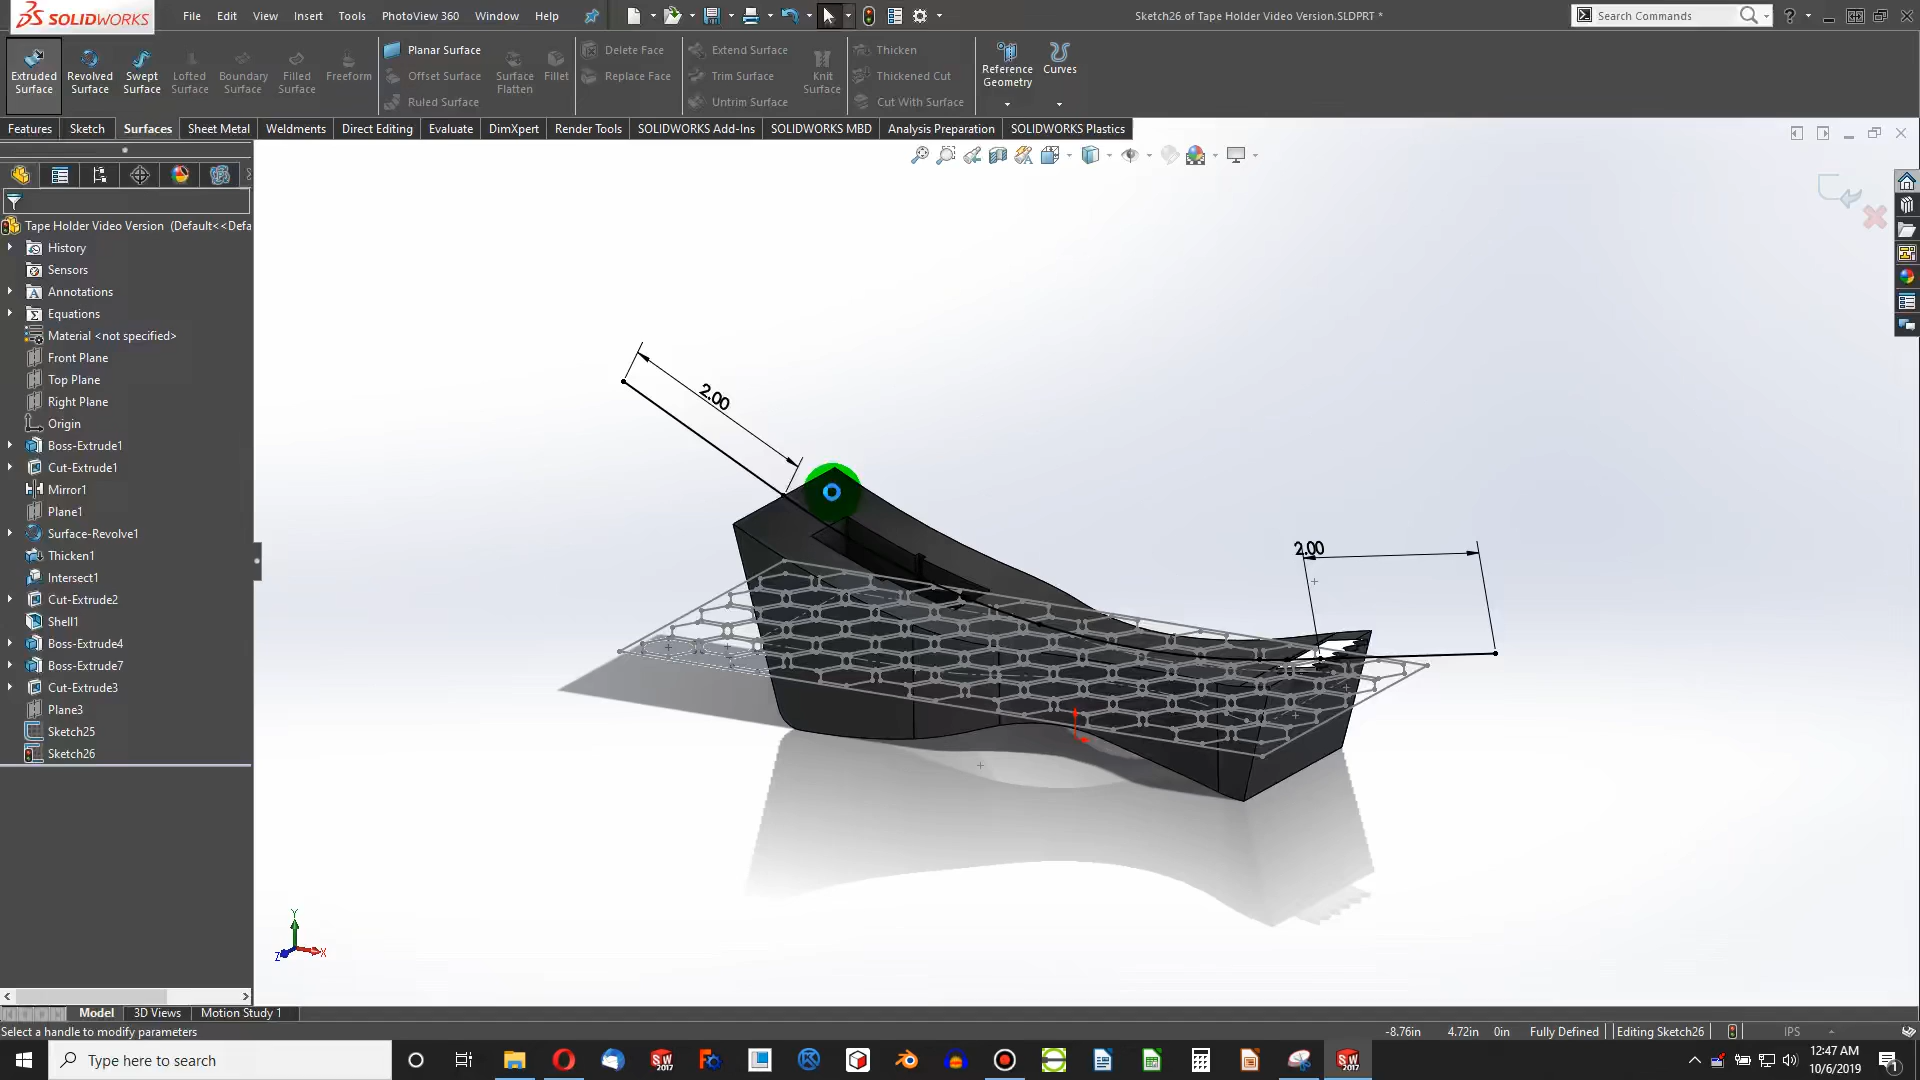 SOLIDWORKS
File Edit View Insert Tools PhotoView 360 Window Help
Sketch26 of Tape Holder Video Version.SLDPRT *
Search Commands
Extruded Surface
Revolved Surface
Swept Surface
Lofted Surface
Boundary Surface
Filled Surface
Freeform
Planar Surface
Offset Surface
Ruled Surface
Surface Flatten
Fillet
Delete Face
Replace Face
Extend Surface
Trim Surface
Untrim Surface
Knit Surface
Thicken
Thickened Cut
Cut With Surface
Reference Geometry
Curves
Features Sketch Surfaces Sheet Metal Weldments Direct Editing Evaluate DimXpert Render Tools SOLIDWORKS Add-Ins SOLIDWORKS MBD Analysis Preparation SOLIDWORKS Plastics
Tape Holder Video Version (Default<<Defa
History
Sensors
Annotations
Equations
Material <not specified>
Front Plane
Top Plane
Right Plane
Origin
Boss-Extrude1
Cut-Extrude1
Mirror1
Plane1
Surface-Revolve1
Thicken1
Intersect1
Cut-Extrude2
Shell1
Boss-Extrude4
Boss-Extrude7
Cut-Extrude3
Plane3
Sketch25
Sketch26
2.00
2.00
Y
Z X
Model 3D Views Motion Study 1
Select a handle to modify parameters
-8.76in 4.72in 0in Fully Defined Editing Sketch26 IPS
Type here to search
SW 2017
SW 2017
12:47 AM
10/6/2019
1